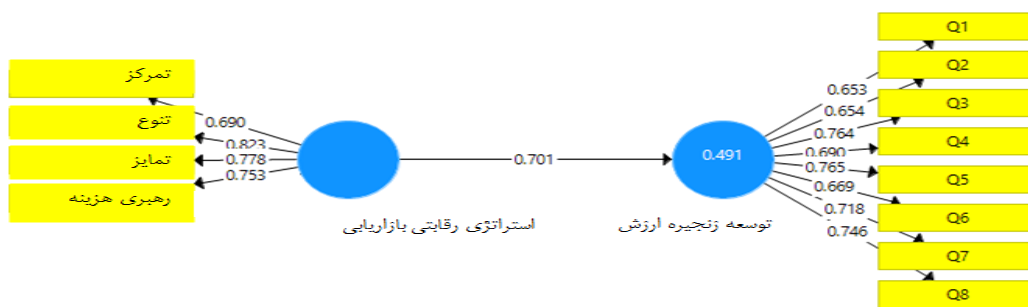 تمرکز
تنوع
تمایز
رهبری هزینه
0.690
0.823
0.778
0.753
استراتژی رقابتی بازاریابی
0.701
0.491
توسعه زنجیره ارزش
0.653
0.654
0.764
0.690
0.765
0.669
0.718
0.746
Q1
Q2
Q3
Q4
Q5
Q6
Q7
Q8